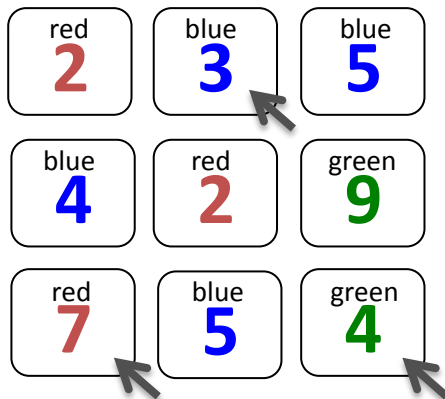 red blue blue
2 3 5
blue red green
4 2 9
red blue green
7 5 4